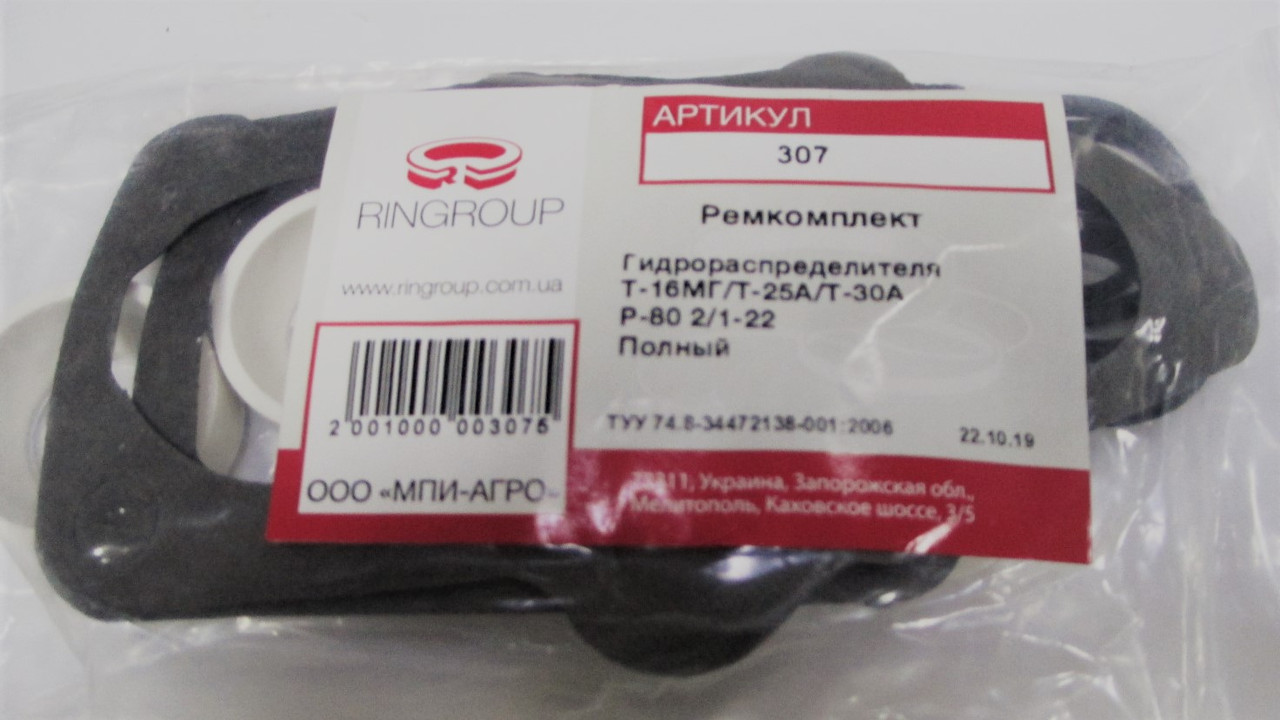 АРТИКУЛ
307
RINGROUP
www.ringroup.com.ua
Ремкомплект
Гидрораспределителя
Т-16МГ/Т-25А/Т-30А
Р-80 2/1-22
Полный
2 001000 003076
ТУУ 74.8-34472138-001:2006
22.10.19
ООО «МПИ-АГРО»
Украина, Запорожская обл.,
Мелитополь, Каховское шоссе, 3/5